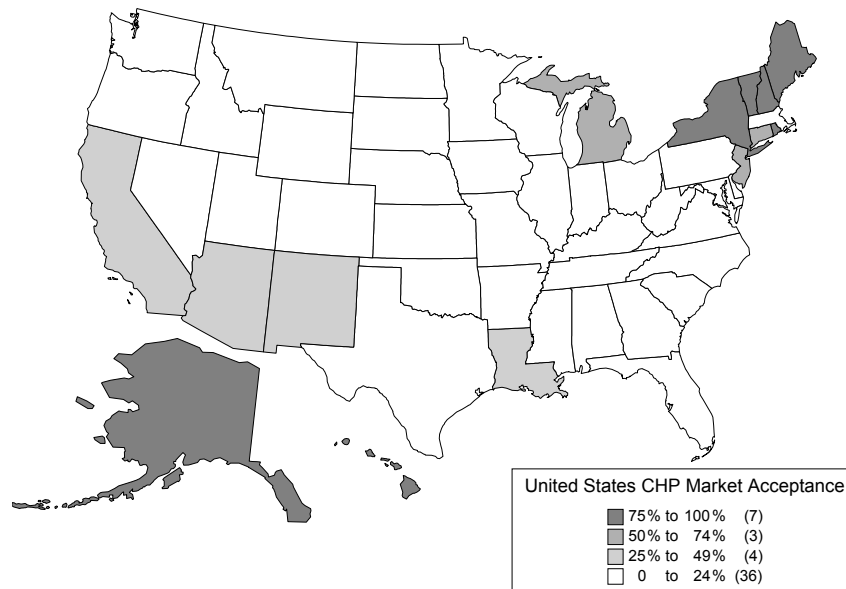 United States CHP Market Acceptance
75% to 100% (7)
50% to 74% (3)
25% to 49% (4)
0 to 24% (36)